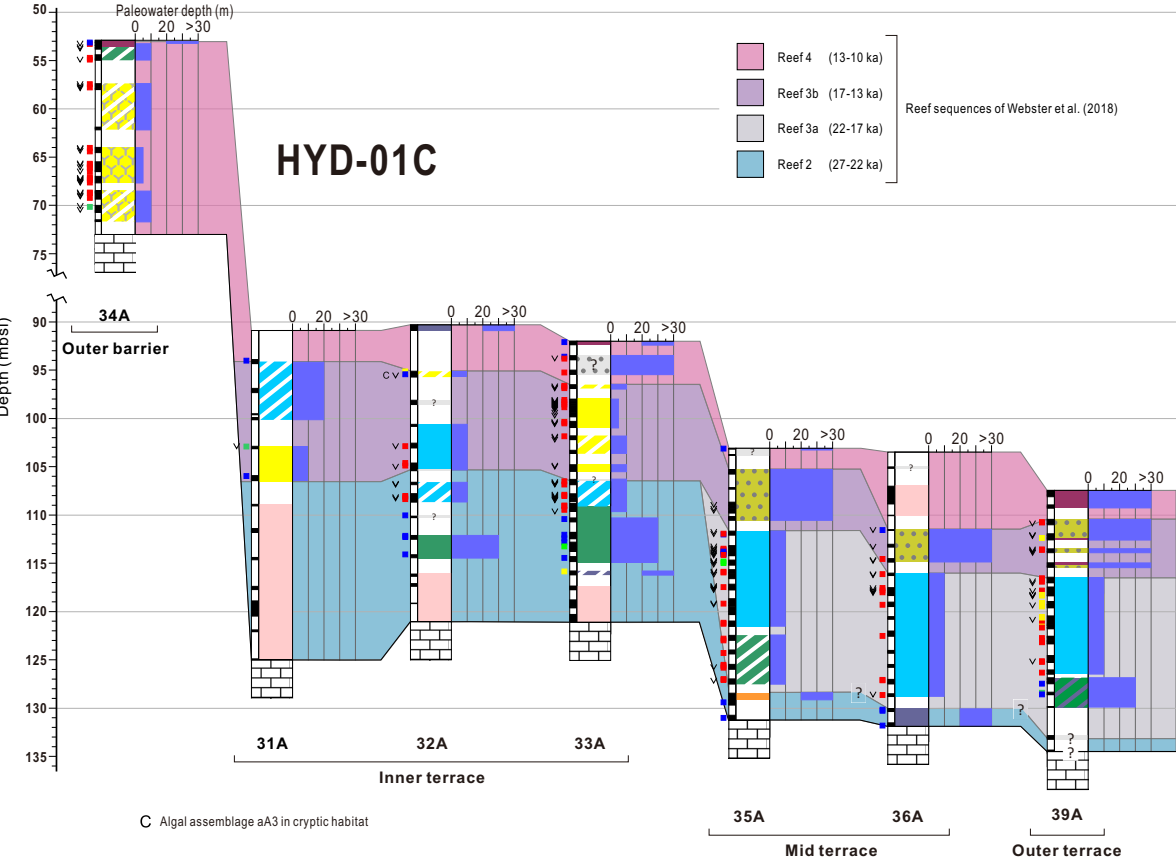 Paleowater depth (m)
0 20 >30
50
55
60
65
70
75
HYD-01C
Reef 4 (13-10 ka)
Reef 3b (17-13 ka)
Reef 3a (22-17 ka)
Reef 2 (27-22 ka)
Reef sequences of Webster et al. (2018)
34A
Outer barrier
Depth (mbsl)
90
95
100
105
110
115
120
125
130
135
0 20 >30
0 20 >30
0 20 >30
0 20 >30
0 20 >30
0 20 >30
C
?
?
?
?
?
?
?
?
?
?
31A 32A 33A
Inner terrace
35A 36A 39A
Mid terrace Outer terrace
C Algal assemblage aA3 in cryptic habitat